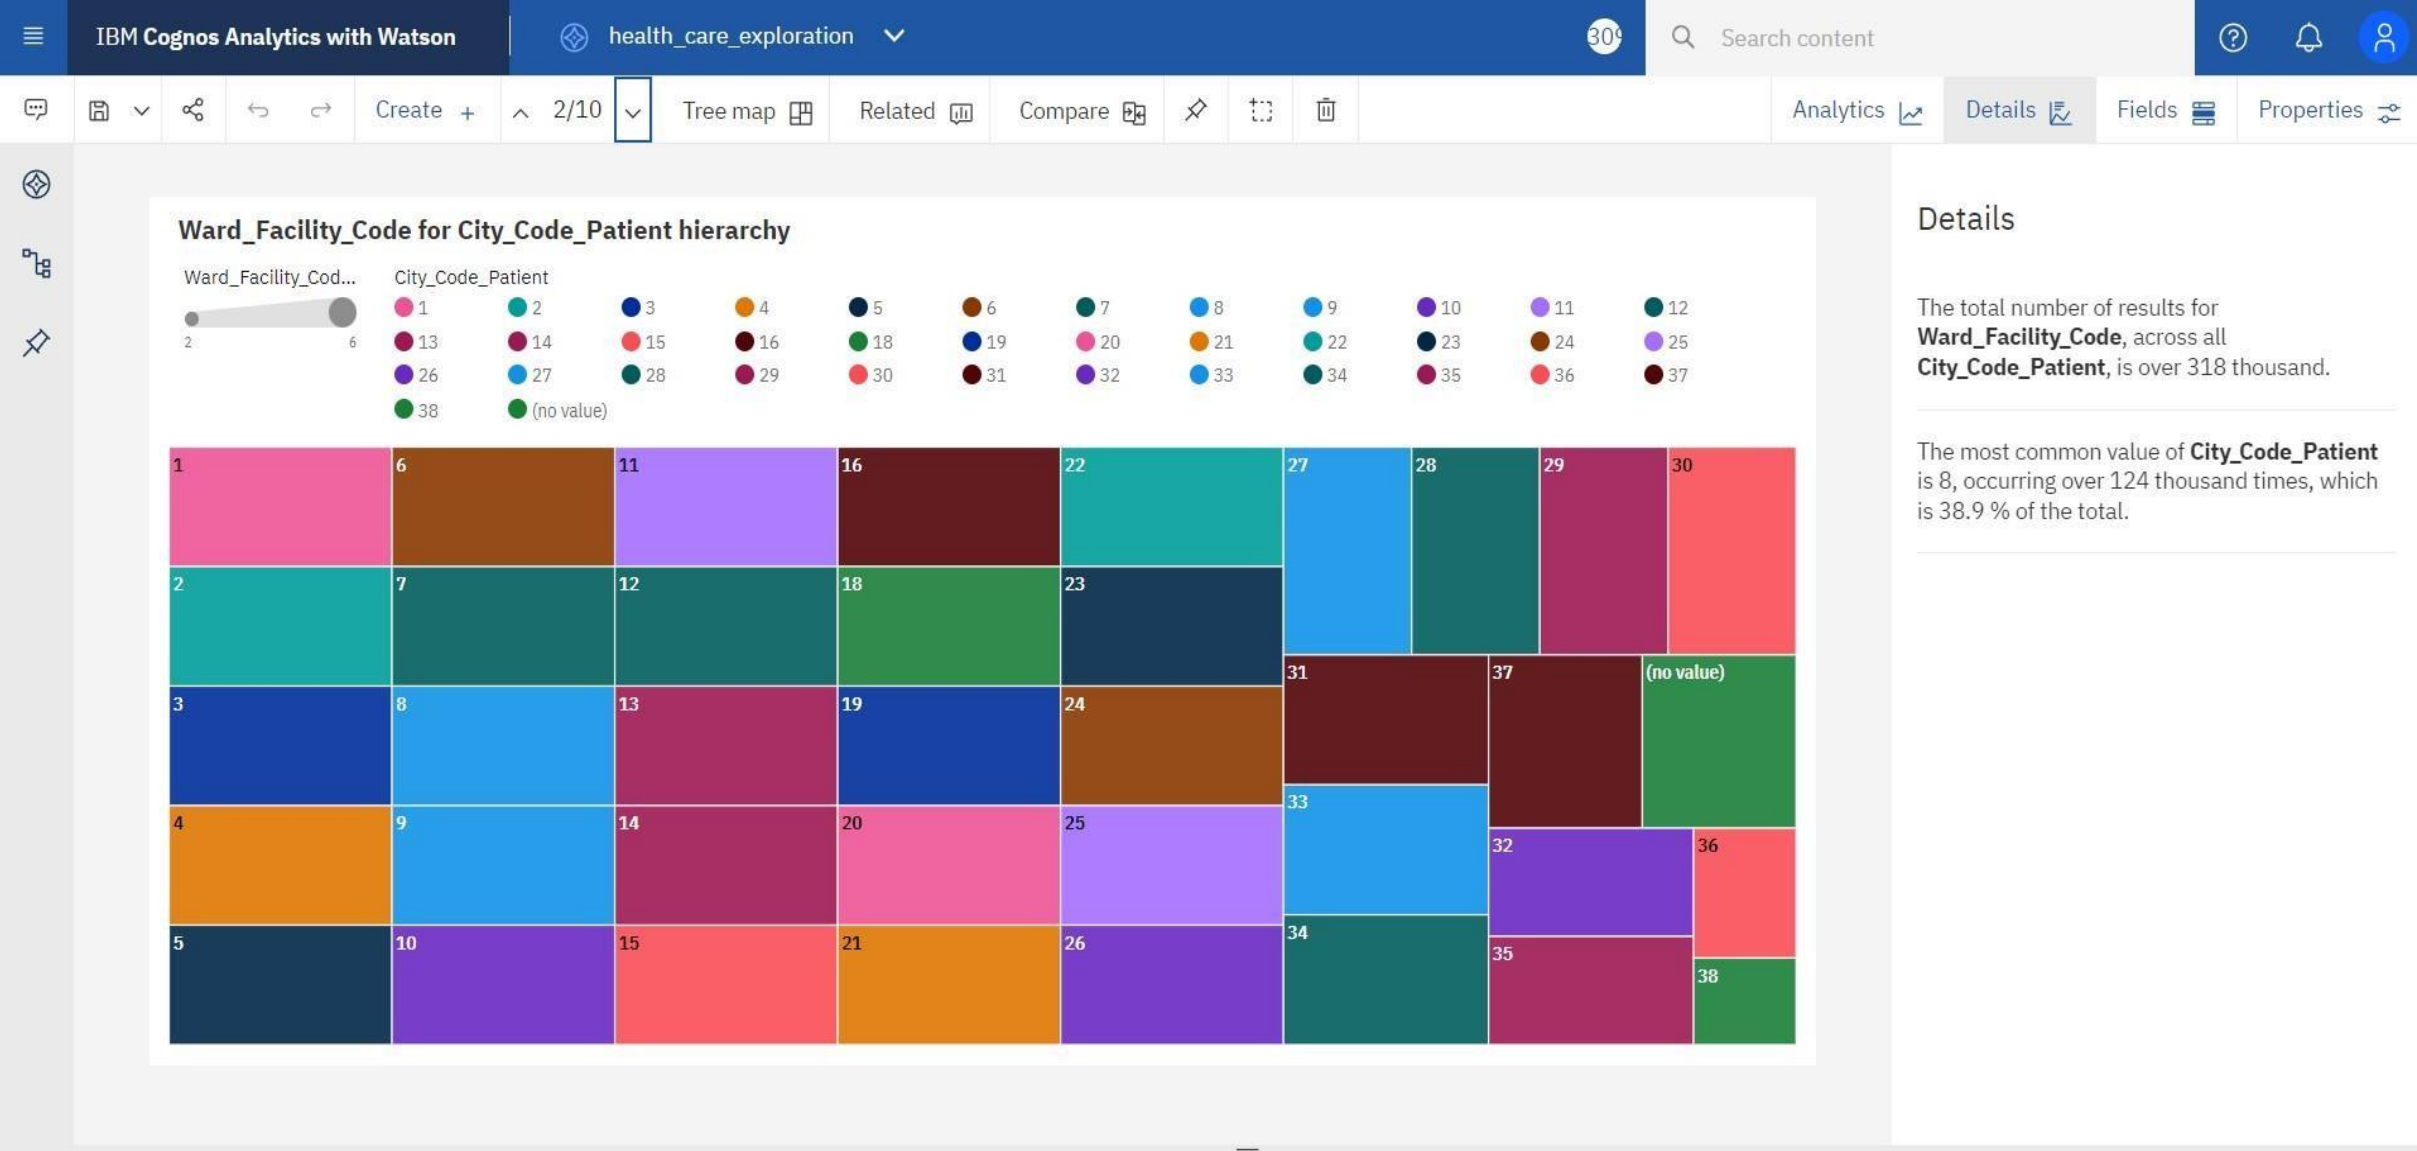 IBM Cognos Analytics with Watson
health_care_exploration
Search content
Create +
2/10
Tree map
Related
Compare
Analytics
Details
Fields
Properties
Ward_Facility_Code for City_Code_Patient hierarchy
Ward_Facility_Cod...
2 6
City_Code_Patient
1 2 3 4 5 6 7 8 9 10 11 12
13 14 15 16 18 19 20 21 22 23 24 25
26 27 28 29 30 31 32 33 34 35 36 37
38 (no value)
1 6 11 16 22 27 28 29 30
2 7 12 18 23
31 37 (no value)
3 8 13 19 24
33
4 9 14 20 25
32 36
34
5 10 15 21 26
35
38
Details
The total number of results for
Ward_Facility_Code, across all
City_Code_Patient, is over 318 thousand.
The most common value of City_Code_Patient
is 8, occurring over 124 thousand times, which
is 38.9 % of the total.